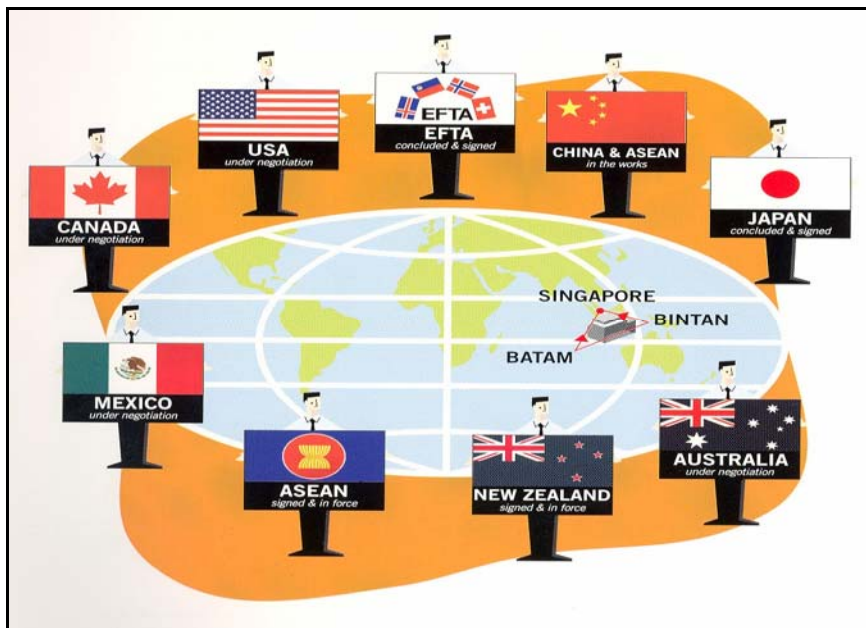 USA
under negotiation
EFTA
EFTA
concluded & signed
CHINA & ASEAN
in the works
CANADA
under negotiation
JAPAN
concluded & signed
SINGAPORE
BINTAN
BATAM
MEXICO
under negotiation
ASEAN
signed & in force
NEW ZEALAND
signed & in force
AUSTRALIA
under negotiation